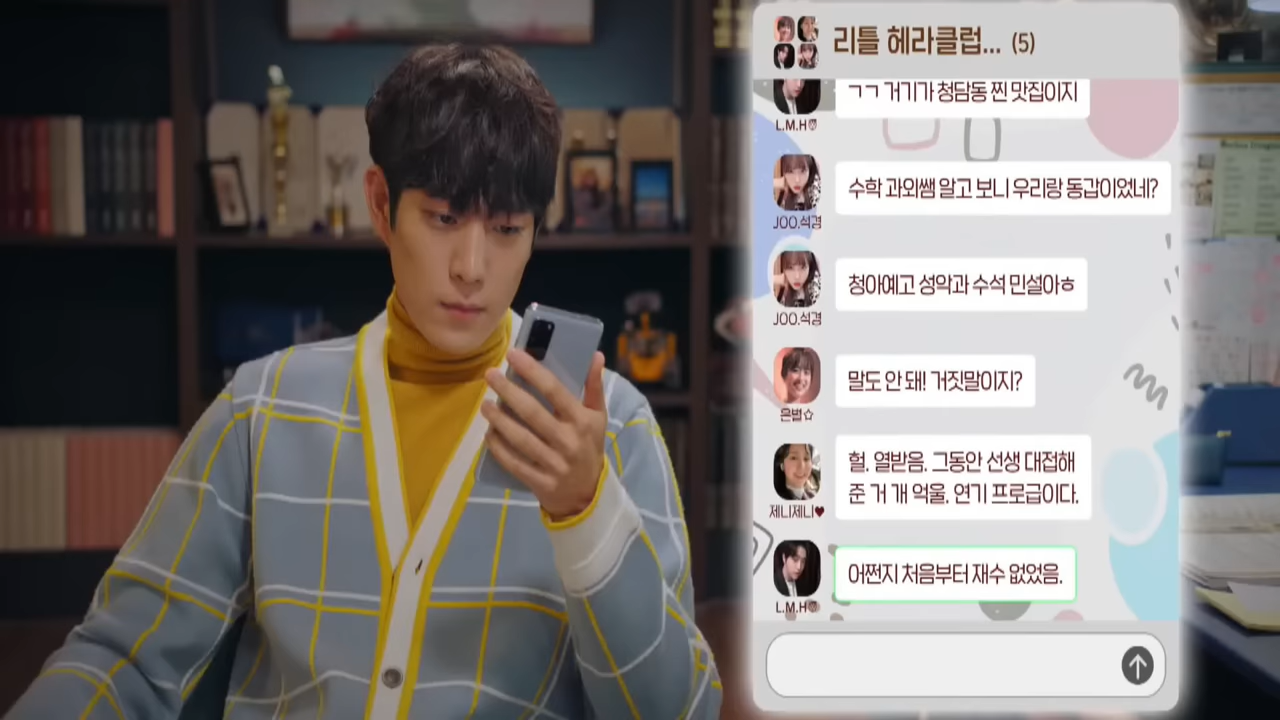 리틀 헤라클럽... (5)
ㄱㄱ 거기가 청담동 찐 맛집이지
L.M.H
수학 과외쌤 알고 보니 우리랑 동갑이었네?
JOO.석경
청아예고 성악과 수석 민설아ㅎ
JOO.석경
말도 안 돼! 거짓말이지?
은별☆
헐. 열받음. 그동안 선생 대접해
준 거 개 억울. 연기 프로급이다.
제니제니♥
어쩐지 처음부터 재수 없었음.
L.M.H